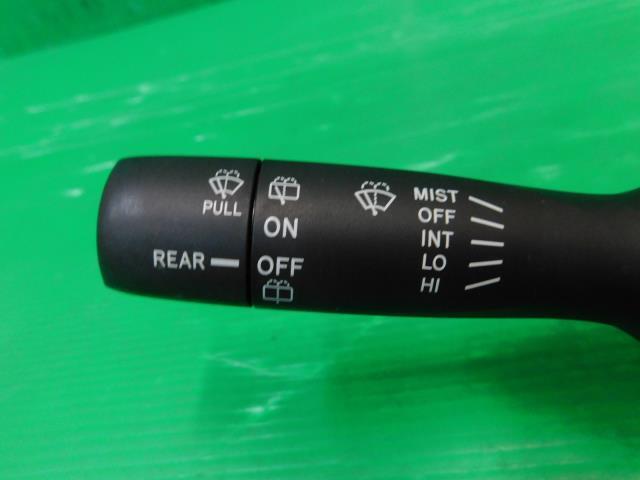 PULL
REAR
ON
OFF
MIST
OFF
INT
LO
HI